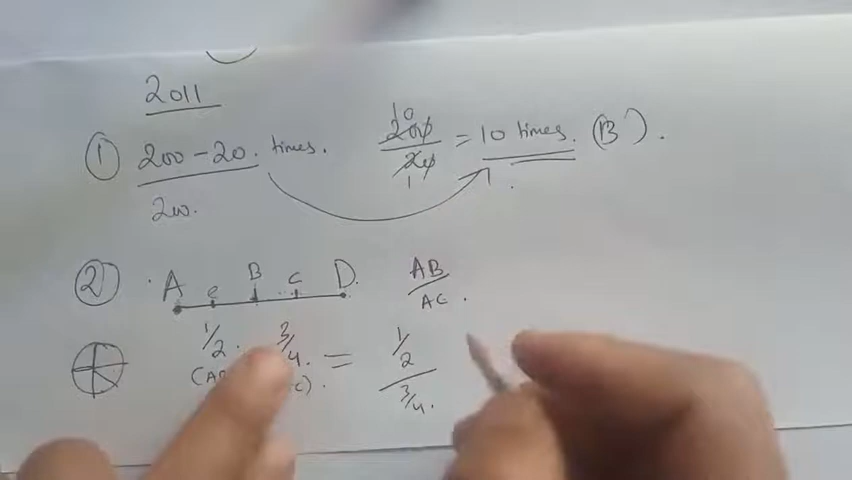 2011
① 200 - 20. times. 200/20 = 10 times. (B).
10
1
200.
② A e B C D. AB/AC.
1/2. 3/4. = 1/2 / 3/4.